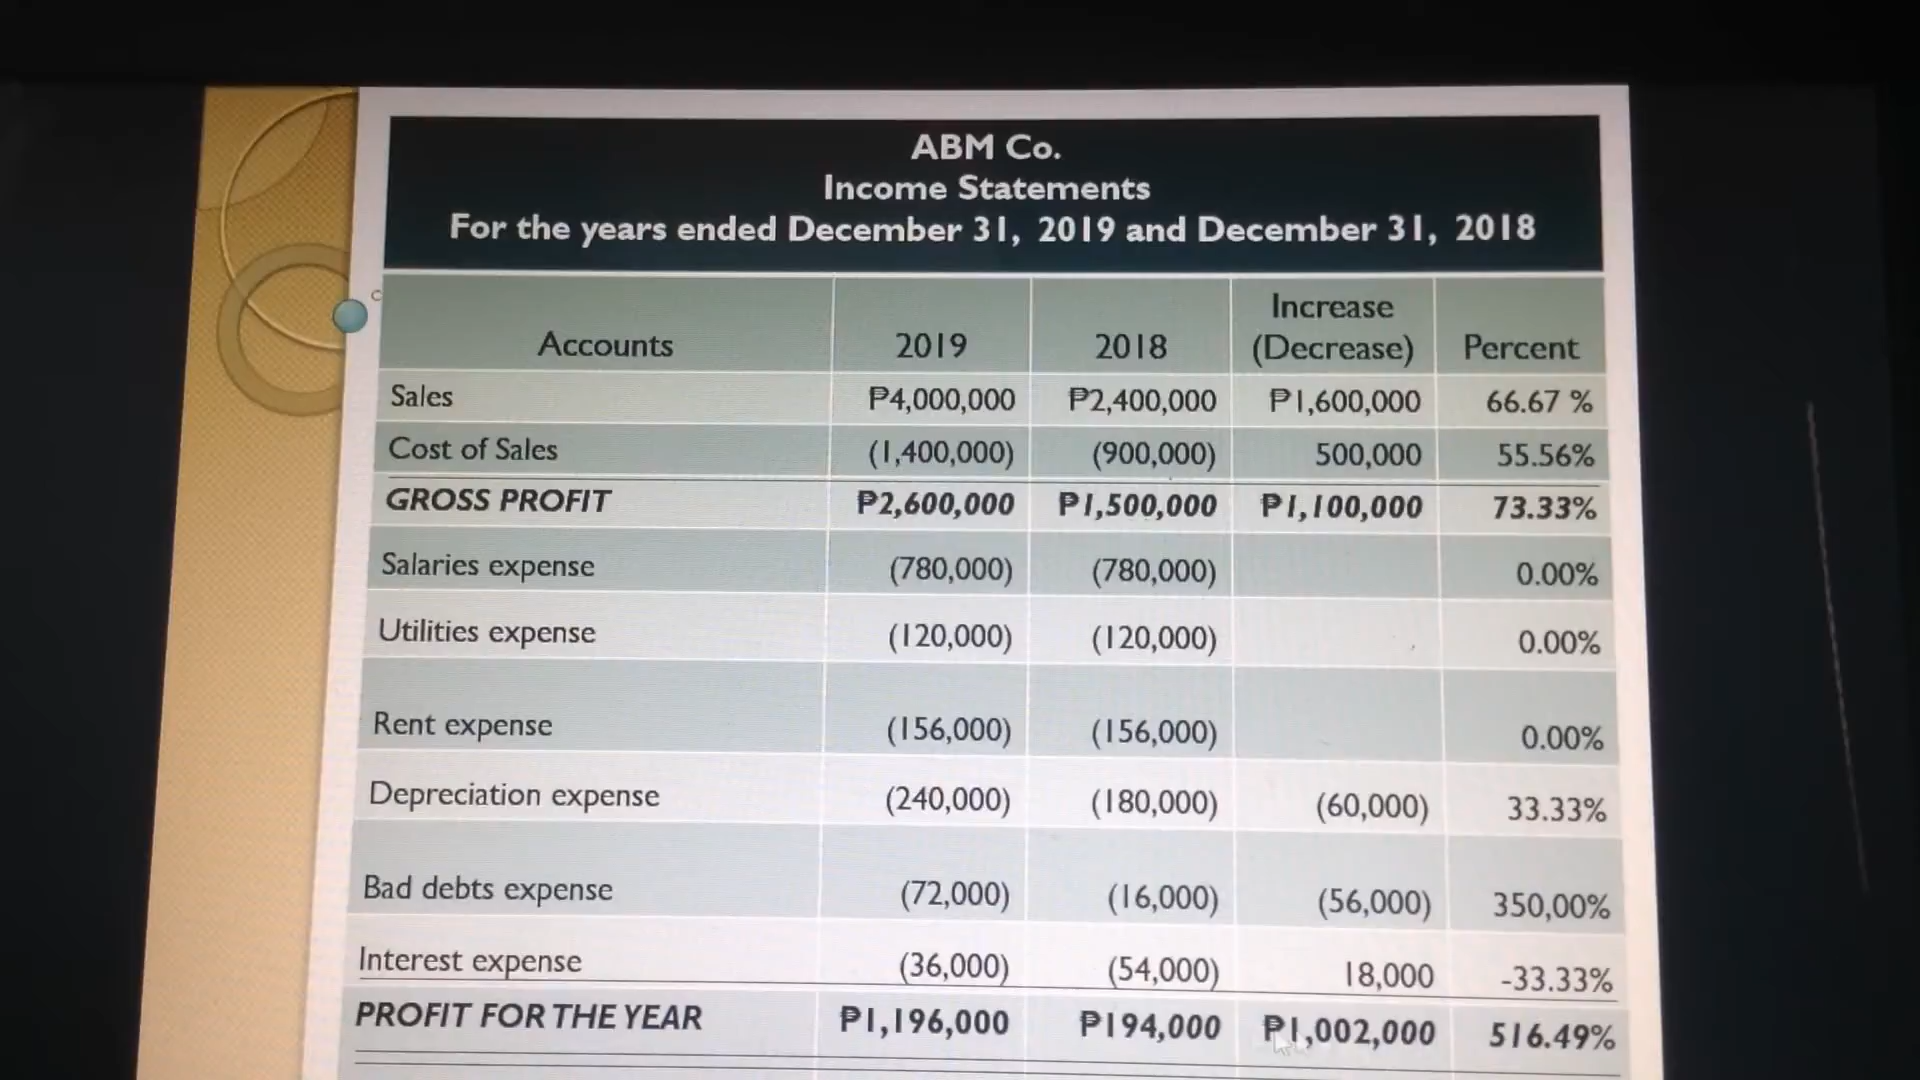 ABM Co.
Income Statements
For the years ended December 31, 2019 and December 31, 2018
Accounts 2019 2018 Increase (Decrease) Percent
Sales ₱4,000,000 ₱2,400,000 ₱1,600,000 66.67 %
Cost of Sales (1,400,000) (900,000) 500,000 55.56%
GROSS PROFIT ₱2,600,000 ₱1,500,000 ₱1,100,000 73.33%
Salaries expense (780,000) (780,000) 0.00%
Utilities expense (120,000) (120,000) 0.00%
Rent expense (156,000) (156,000) 0.00%
Depreciation expense (240,000) (180,000) (60,000) 33.33%
Bad debts expense (72,000) (16,000) (56,000) 350,00%
Interest expense (36,000) (54,000) 18,000 -33.33%
PROFIT FOR THE YEAR ₱1,196,000 ₱194,000 ₱1,002,000 516.49%